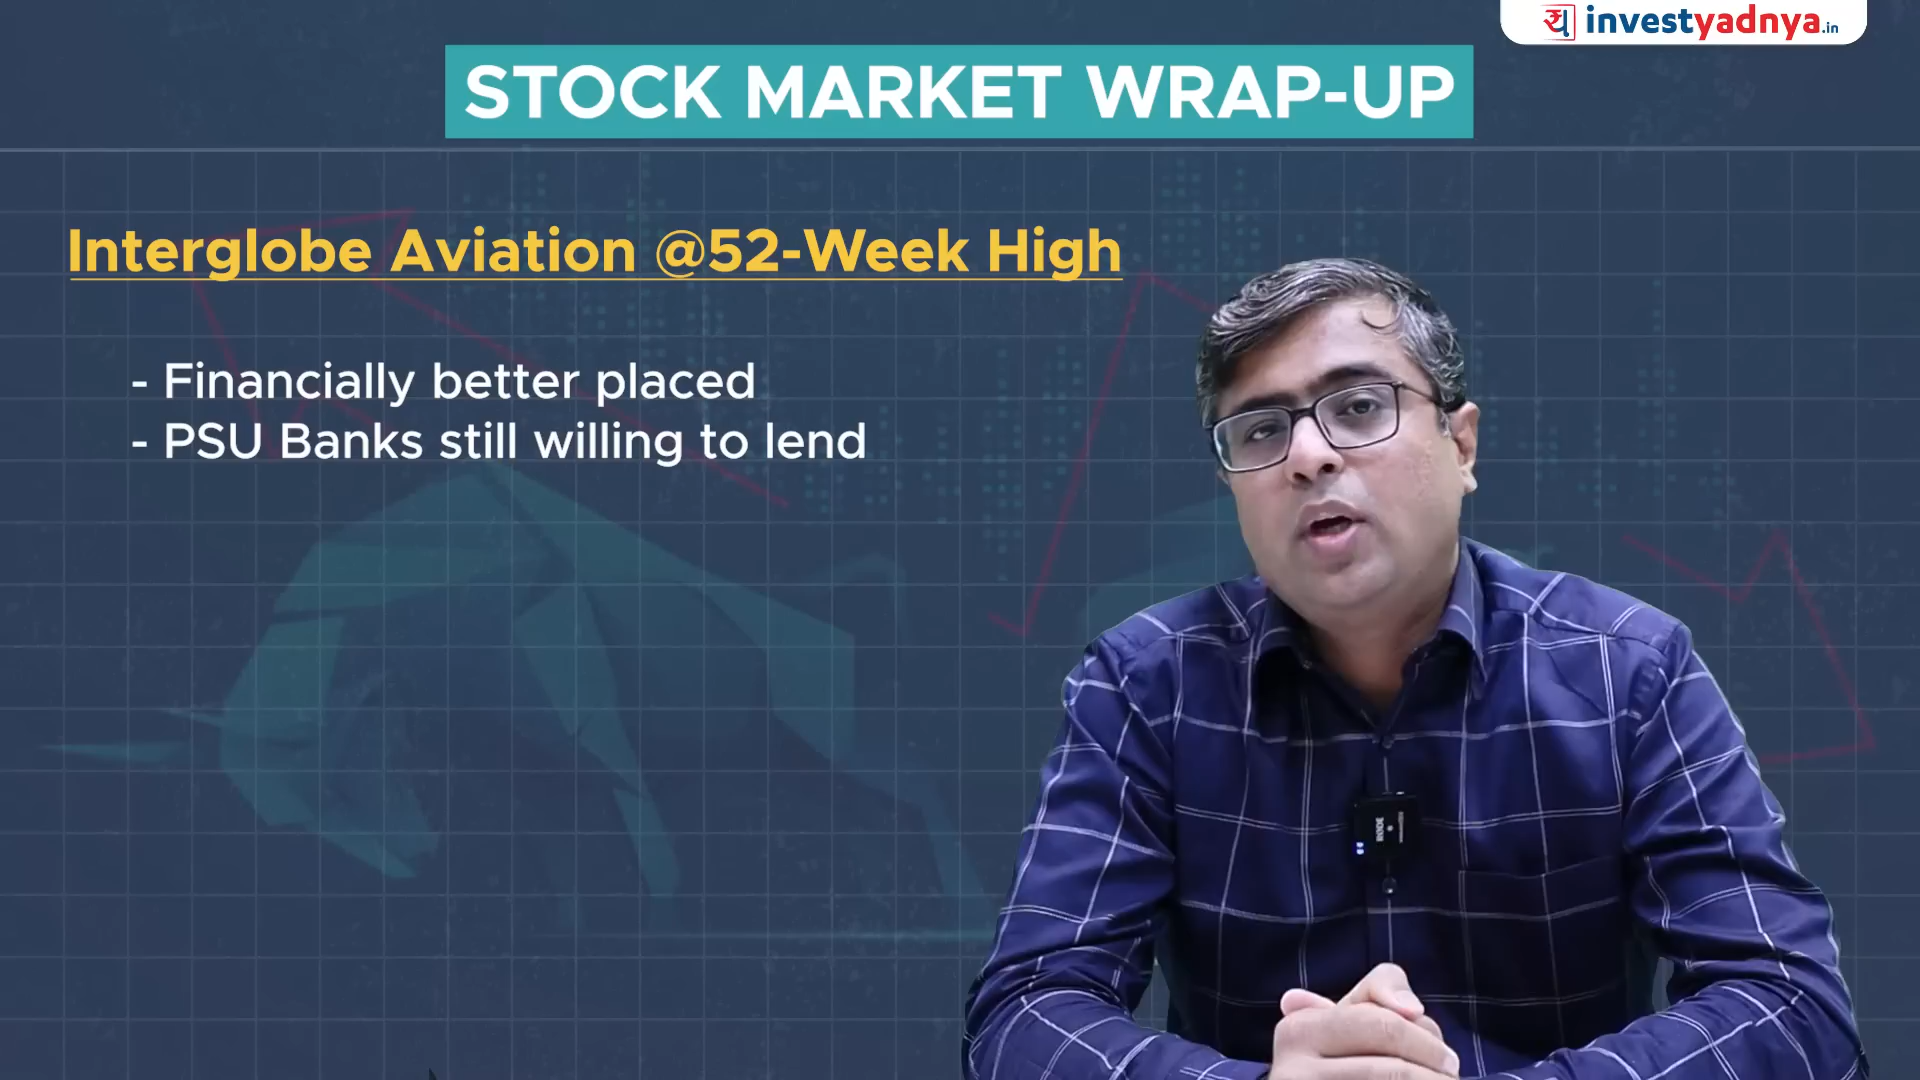 य investyadnya.in
STOCK MARKET WRAP-UP
Interglobe Aviation @52-Week High
- Financially better placed
- PSU Banks still willing to lend
RØDE